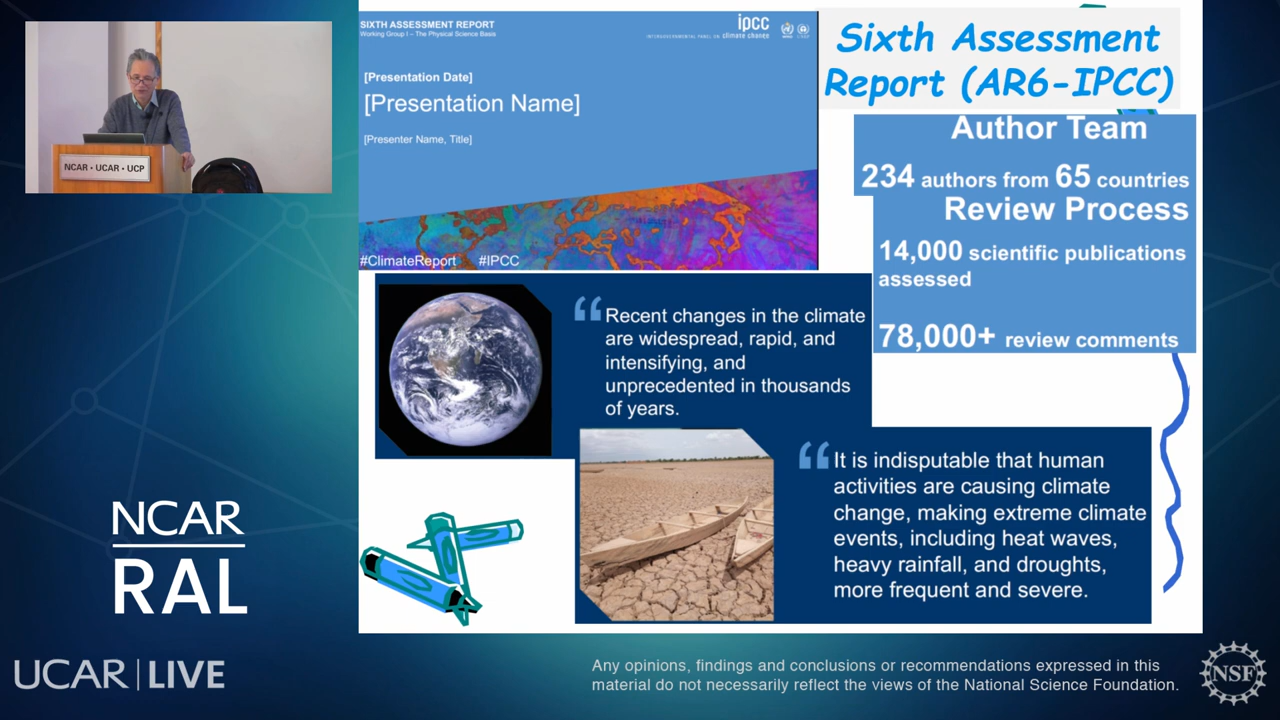 SIXTH ASSESSMENT REPORT
Working Group I – The Physical Science Basis
ipcc
INTERGOVERNMENTAL PANEL ON climate change
[Presentation Date]
[Presentation Name]
[Presenter Name, Title]
#ClimateReport #IPCC
Sixth Assessment
Report (AR6-IPCC)
Author Team
234 authors from 65 countries
Review Process
14,000 scientific publications
assessed
78,000+ review comments
NCAR • UCAR • UCP
“Recent changes in the climate
are widespread, rapid, and
intensifying, and
unprecedented in thousands
of years.
“It is indisputable that human
activities are causing climate
change, making extreme climate
events, including heat waves,
heavy rainfall, and droughts,
more frequent and severe.
NCAR
RAL
UCAR | LIVE
Any opinions, findings and conclusions or recommendations expressed in this
material do not necessarily reflect the views of the National Science Foundation.
NSF